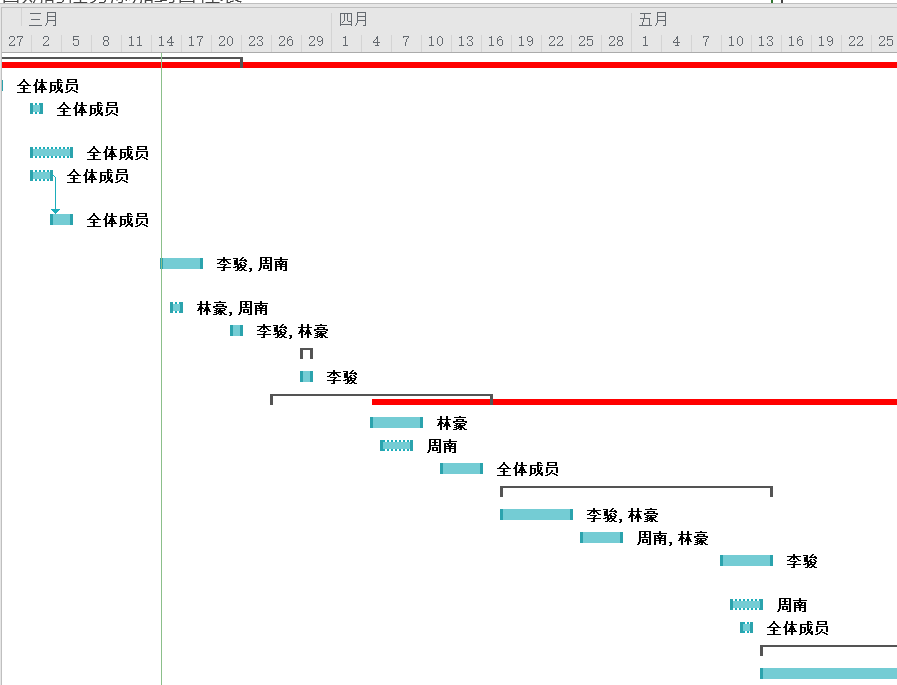 三月 四月 五月
27 2 5 8 11 14 17 20 23 26 29 1 4 7 10 13 16 19 22 25 28 1 4 7 10 13 16 19 22 25
全体成员
全体成员
全体成员
全体成员
全体成员
李骏, 周南
林豪, 周南
李骏, 林豪
李骏
林豪
周南
全体成员
李骏, 林豪
周南, 林豪
李骏
周南
全体成员